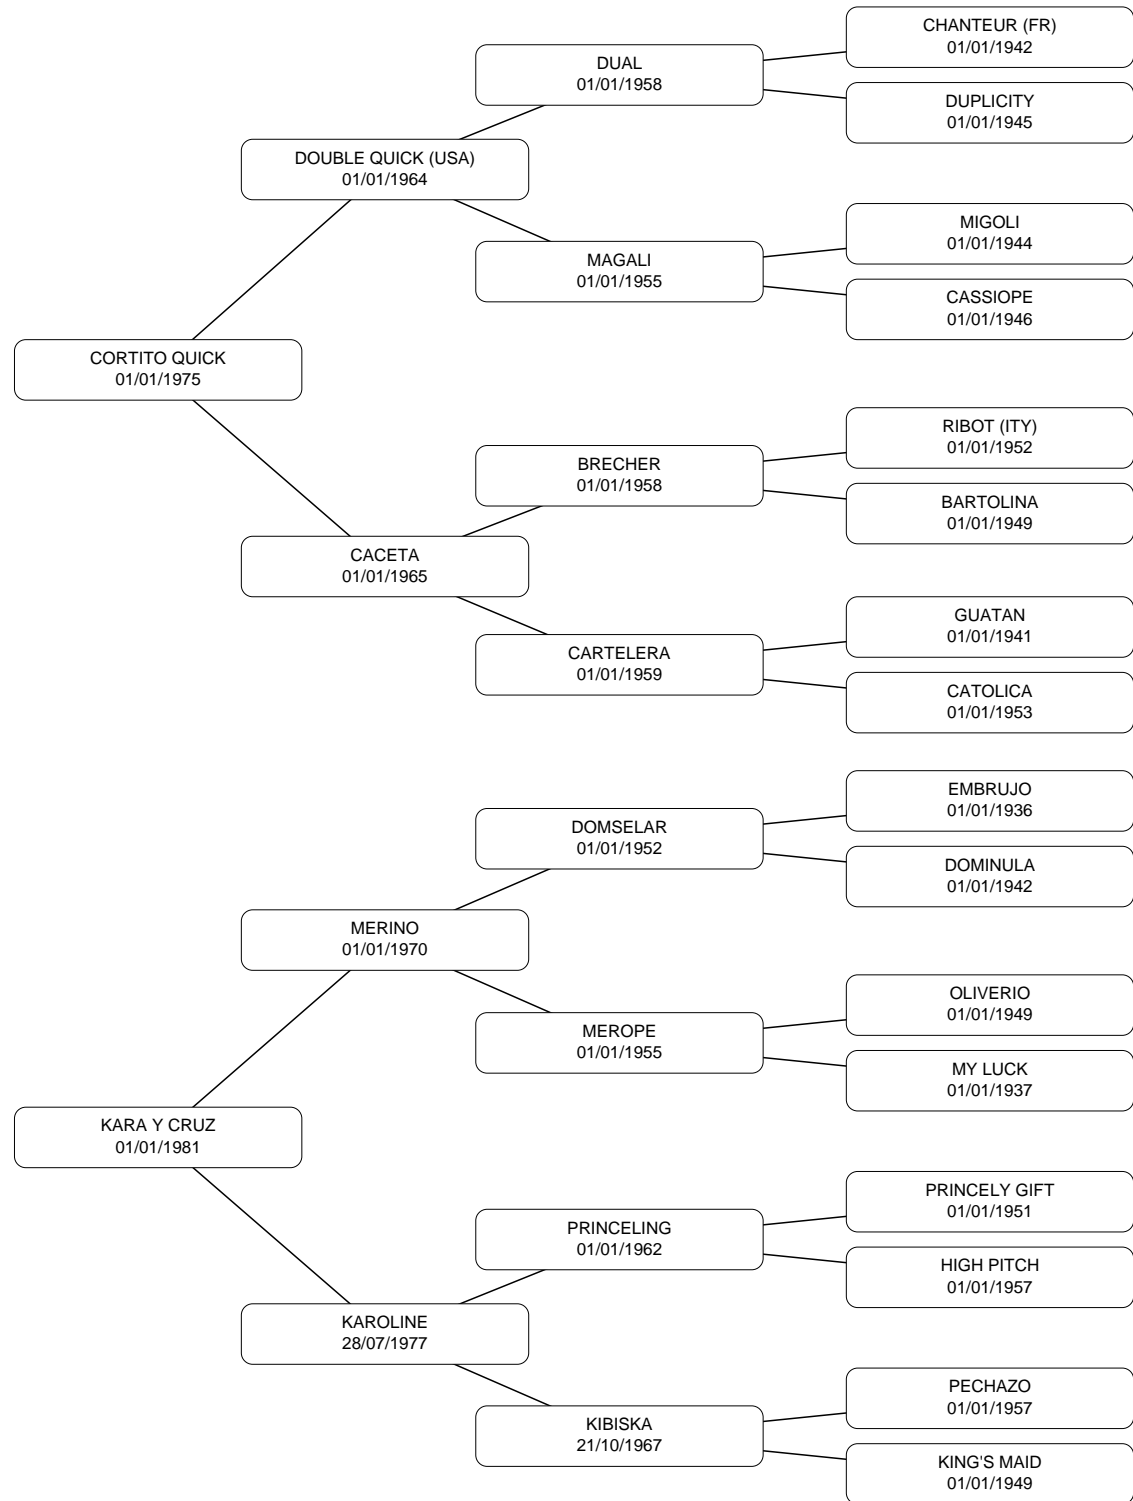 CHANTEUR (FR)
01/01/1942
DUAL
01/01/1958
DUPLICITY
01/01/1945
DOUBLE QUICK (USA)
01/01/1964
MIGOLI
01/01/1944
MAGALI
01/01/1955
CASSIOPE
01/01/1946
CORTITO QUICK
01/01/1975
RIBOT (ITY)
01/01/1952
BRECHER
01/01/1958
BARTOLINA
01/01/1949
CACETA
01/01/1965
GUATAN
01/01/1941
CARTELERA
01/01/1959
CATOLICA
01/01/1953
EMBRUJO
01/01/1936
DOMSELAR
01/01/1952
DOMINULA
01/01/1942
MERINO
01/01/1970
OLIVERIO
01/01/1949
MEROPE
01/01/1955
MY LUCK
01/01/1937
KARA Y CRUZ
01/01/1981
PRINCELY GIFT
01/01/1951
PRINCELING
01/01/1962
HIGH PITCH
01/01/1957
KAROLINE
28/07/1977
PECHAZO
01/01/1957
KIBISKA
21/10/1967
KING'S MAID
01/01/1949